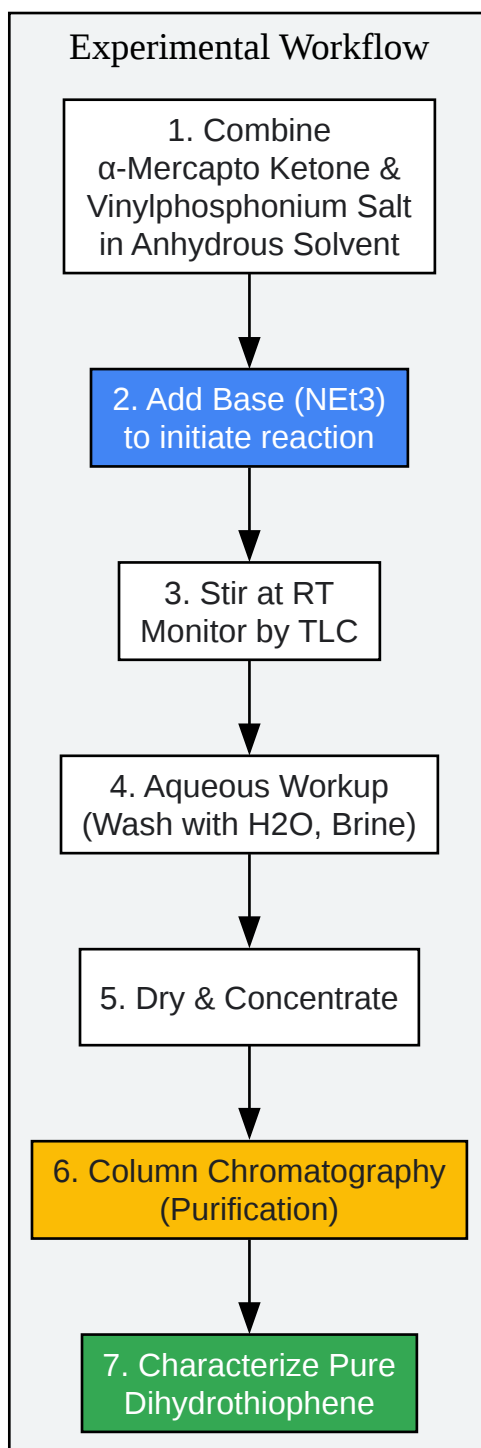 Experimental Workflow
1. Combine
α-Mercapto Ketone &
Vinylphosphonium Salt
in Anhydrous Solvent
2. Add Base (NEt3)
to initiate reaction
3. Stir at RT
Monitor by TLC
4. Aqueous Workup
(Wash with H2O, Brine)
5. Dry & Concentrate
6. Column Chromatography
(Purification)
7. Characterize Pure
Dihydrothiophene